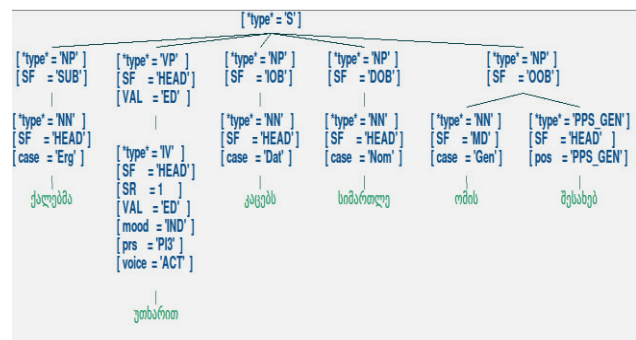 [ *type* = 'S' ]
[ *type* = 'NP' ] [ *type* = 'VP' ] [ *type* = 'NP' ] [ *type* = 'NP' ] [ *type* = 'NP' ]
[ SF = 'SUB' ] [ SF = 'HEAD' ] [ SF = 'IOB' ] [ SF = 'DOB' ] [ SF = 'OOB' ]
[ VAL = 'ED' ]
[ *type* = 'NN' ] [ *type* = 'NN' ] [ *type* = 'NN' ] [ *type* = 'NN' ] [ *type* = 'PPS_GEN' ]
[ SF = 'HEAD' ] [ SF = 'HEAD' ] [ SF = 'HEAD' ] [ SF = 'MD' ] [ SF = 'HEAD' ]
[ case = 'Erg' ] [ case = 'Dat' ] [ case = 'Nom' ] [ case = 'Gen' ] [ pos = 'PPS_GEN' ]
ქალებმა კაცებს სიმართლე ომის შესახებ
[ *type* = 'IV' ]
[ SF = 'HEAD' ]
[ SR = 1 ]
[ VAL = 'ED' ]
[ mood = 'IND' ]
[ prs = 'Pl3' ]
[ voice = 'ACT' ]
უთხარით